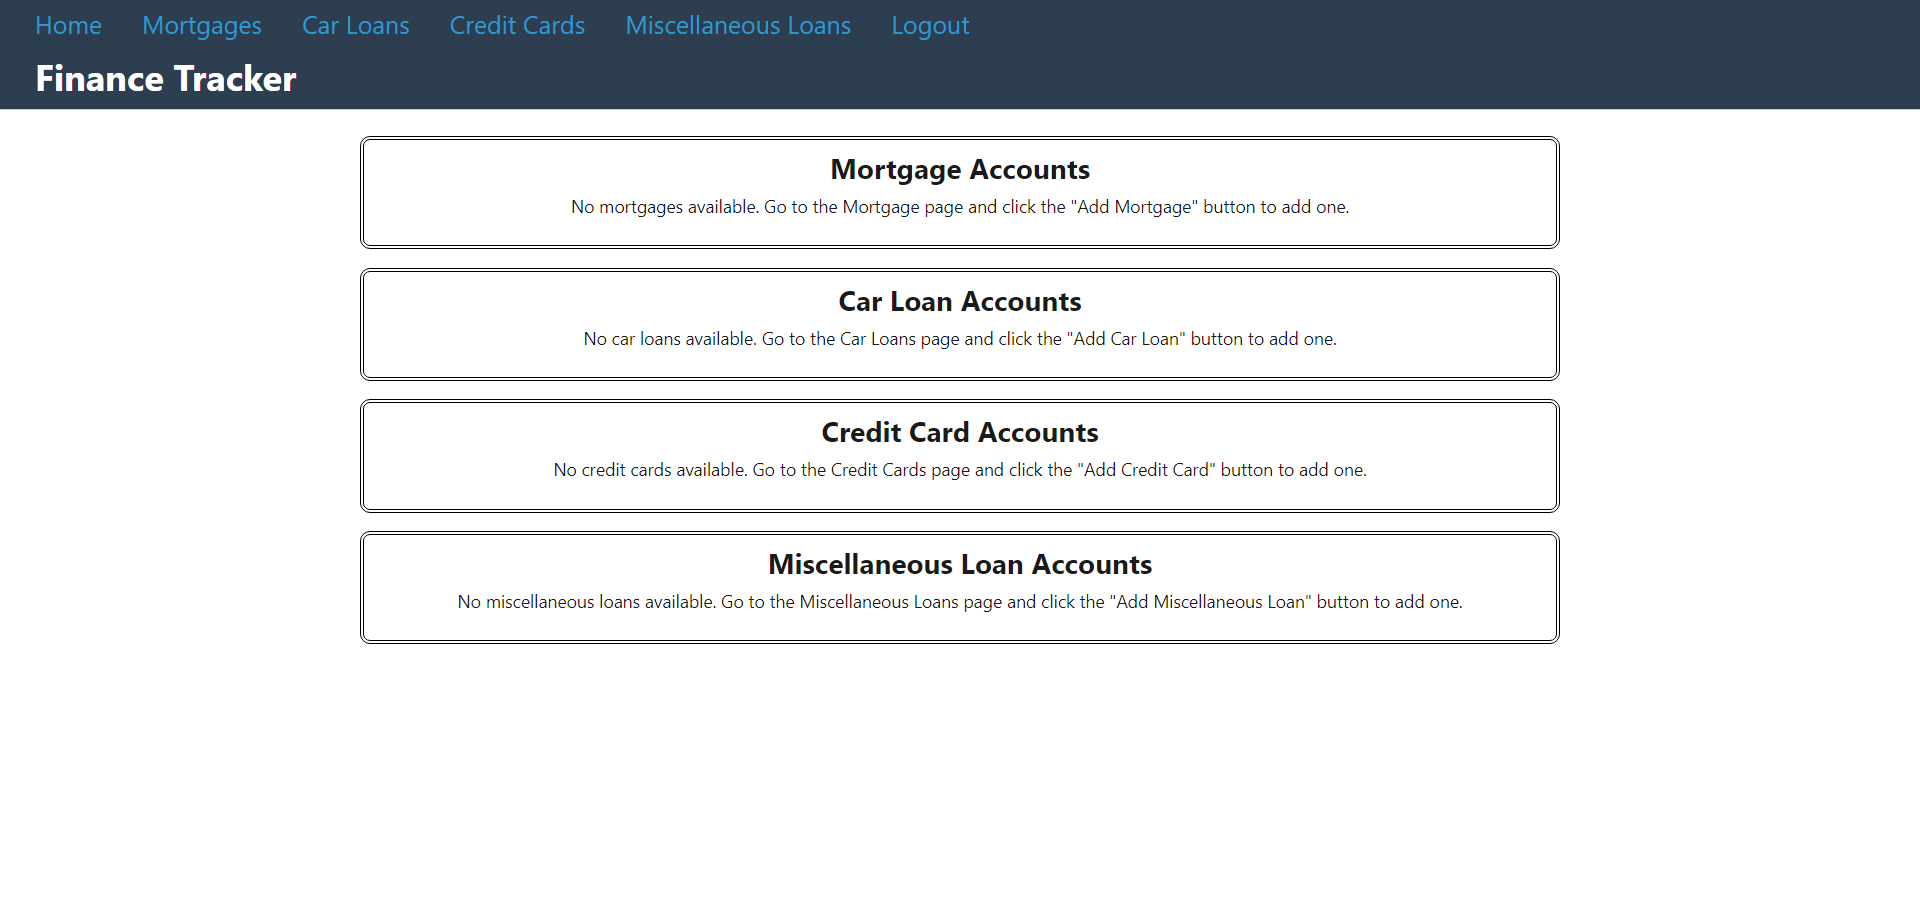 Home Mortgages Car Loans Credit Cards Miscellaneous Loans Logout
Finance Tracker
Mortgage Accounts
No mortgages available. Go to the Mortgage page and click the "Add Mortgage" button to add one.
Car Loan Accounts
No car loans available. Go to the Car Loans page and click the "Add Car Loan" button to add one.
Credit Card Accounts
No credit cards available. Go to the Credit Cards page and click the "Add Credit Card" button to add one.
Miscellaneous Loan Accounts
No miscellaneous loans available. Go to the Miscellaneous Loans page and click the "Add Miscellaneous Loan" button to add one.